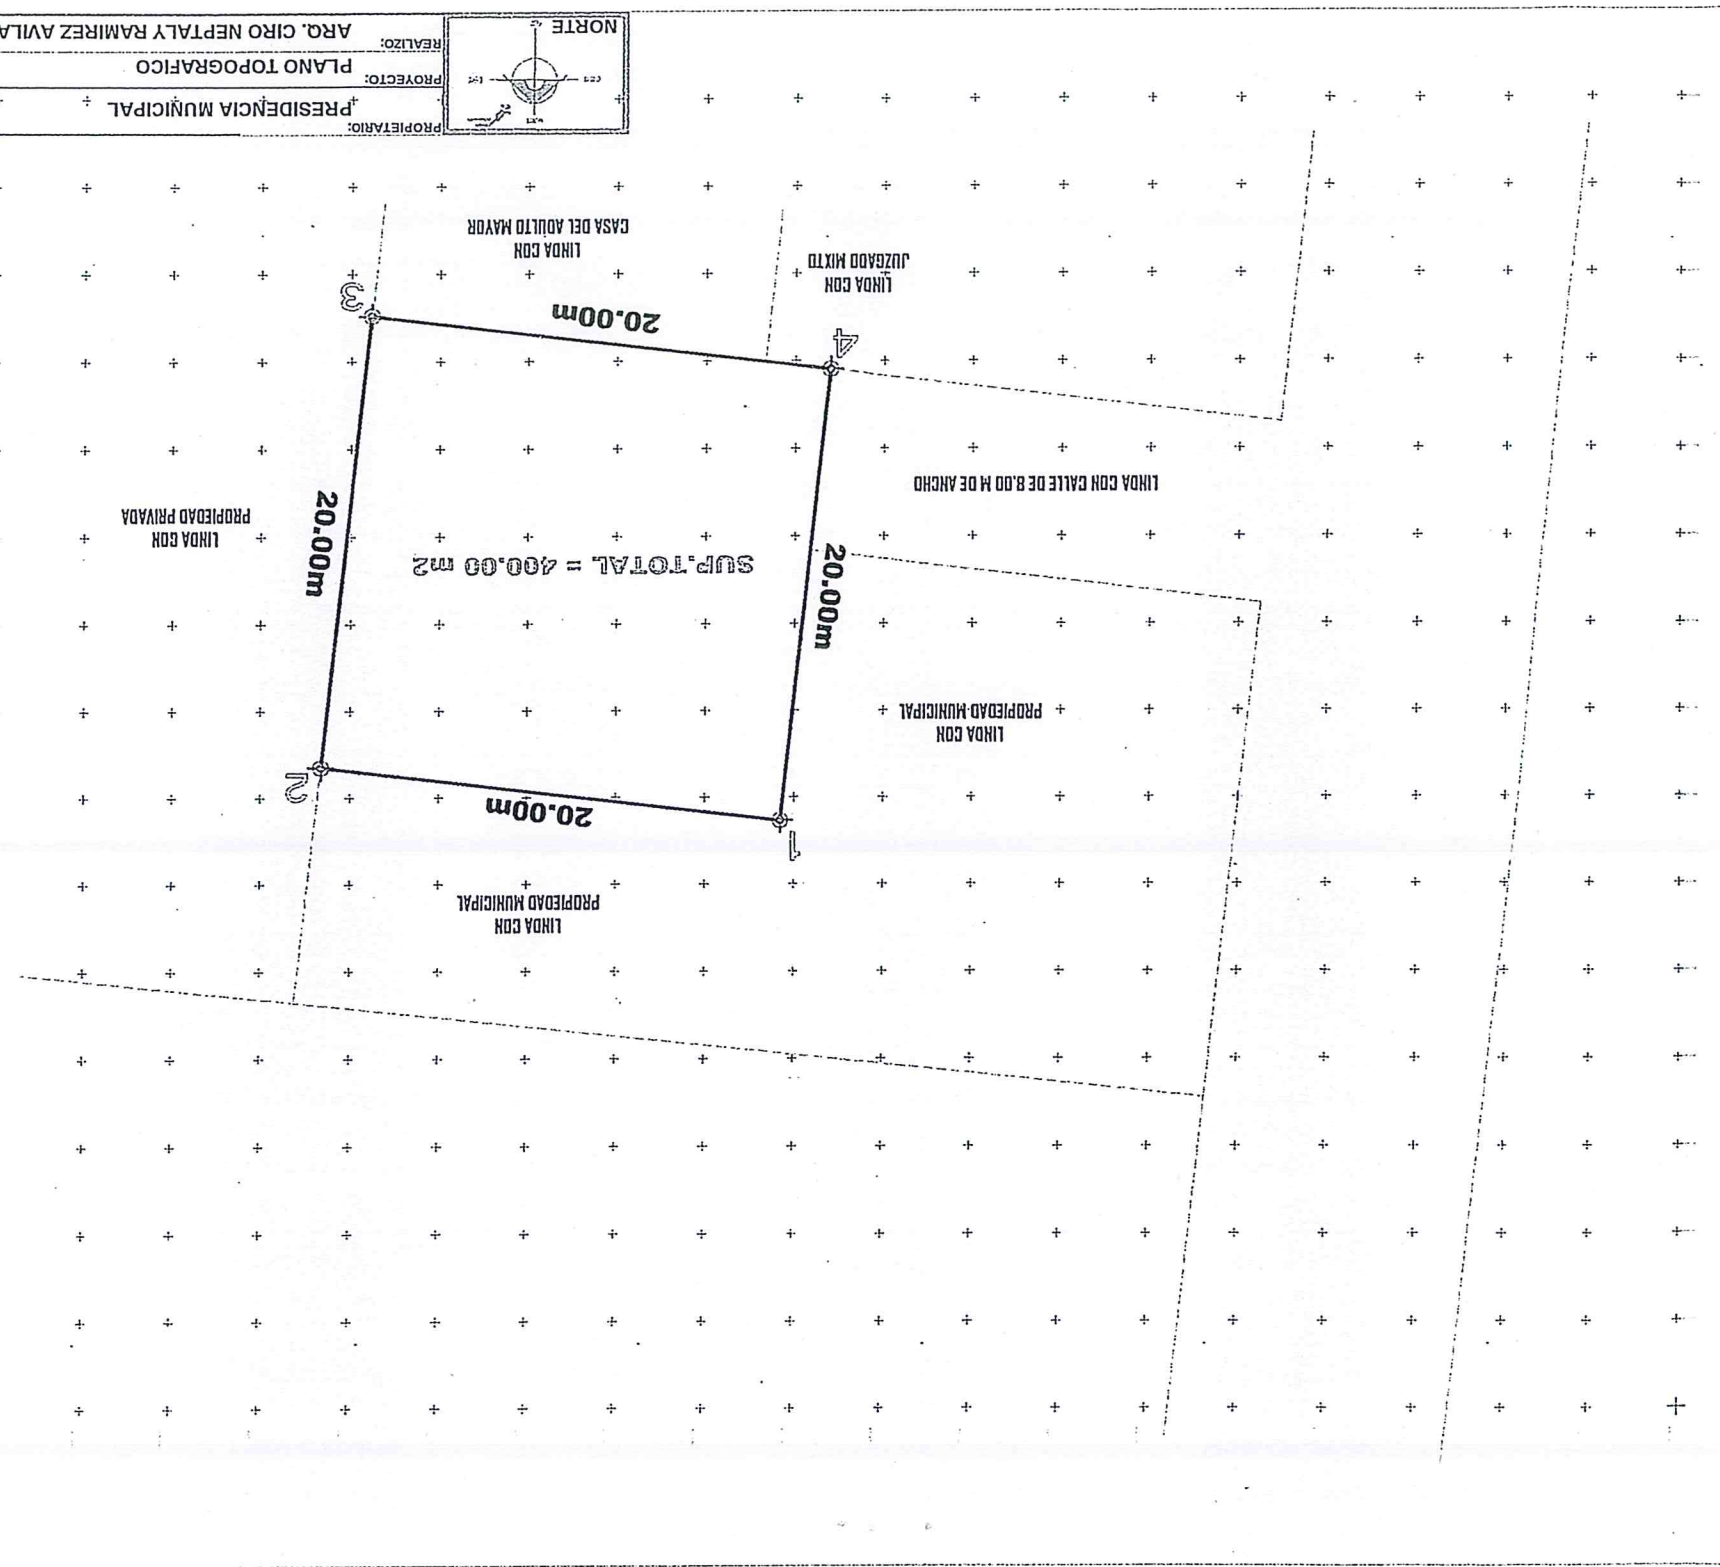 LINDA CON
PROPIEDAD MUNICIPAL
1
20.00m
2
LINDA CON
PROPIEDAD MUNICIPAL
20.00m
SUP.TOTAL = 400.00 m2
20.00m
LINDA CON
PROPIEDAD PRIVADA
LINDA CON CALLE DE 8.00 M DE ANCHO
4
20.00m
3
LINDA CON
JUZGADO MIXTO
LINDA CON
CASA DEL ADULTO MAYOR
PROPIETARIO:
PRESIDENCIA MUNICIPAL
PROYECTO:
PLANO TOPOGRAFICO
REALIZO:
ARQ. CIRO NEPTALY RAMIREZ AVILA
NORTE